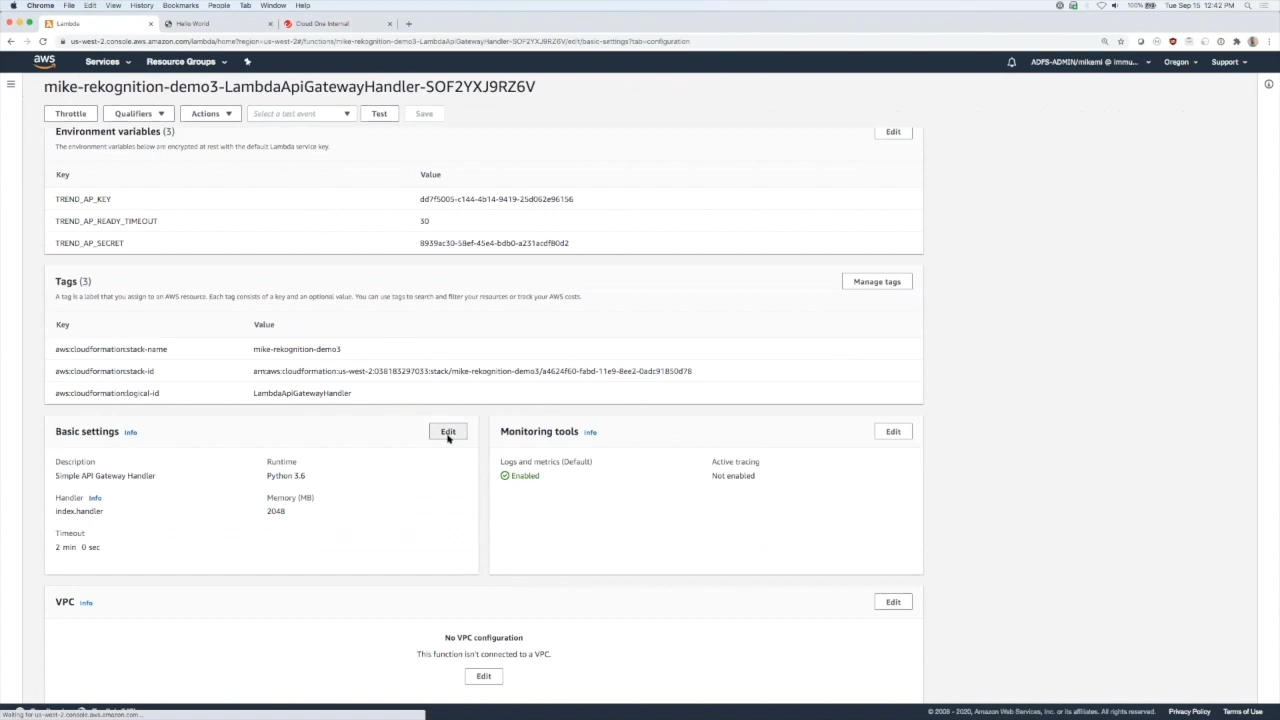 Chrome File Edit View History Bookmarks People Tab Window Help 100% Tue Sep 15 12:42 PM
Lambda Hello World Cloud One Internal
us-west-2.console.aws.amazon.com/lambda/home?region=us-west-2#/functions/mike-rekognition-demo3-LambdaApiGatewayHandler-SOF2YXJ9RZ6V/edit/basic-settings?tab=configuration
aws Services Resource Groups ADFS-ADMIN/mikemi @ immu... Oregon Support
mike-rekognition-demo3-LambdaApiGatewayHandler-SOF2YXJ9RZ6V
Throttle Qualifiers Actions Select a test event Test Save
Environment variables (3) Edit
The environment variables below are encrypted at rest with the default Lambda service key.
Key Value
TREND_AP_KEY dd7f5005-c144-4b14-9419-25d062e96156
TREND_AP_READY_TIMEOUT 30
TREND_AP_SECRET 8939ac30-58ef-45e4-bdb0-a231acdf80d2
Tags (3) Manage tags
A tag is a label that you assign to an AWS resource. Each tag consists of a key and an optional value. You can use tags to search and filter your resources or track your AWS costs.
Key Value
aws:cloudformation:stack-name mike-rekognition-demo3
aws:cloudformation:stack-id arn:aws:cloudformation:us-west-2:038183297033:stack/mike-rekognition-demo3/a4624f60-fabd-11e9-8ee2-0adc91850d78
aws:cloudformation:logical-id LambdaApiGatewayHandler
Basic settings Info Edit Monitoring tools Info Edit
Description Runtime Logs and metrics (Default) Active tracing
Simple API Gateway Handler Python 3.6 Enabled Not enabled
Handler Info Memory (MB)
index.handler 2048
Timeout
2 min 0 sec
VPC Info Edit
No VPC configuration
This function isn't connected to a VPC.
Edit
Waiting for us-west-2.console.aws.amazon.com... © 2008 - 2020, Amazon Web Services, Inc. or its affiliates. All rights reserved. Privacy Policy Terms of Use